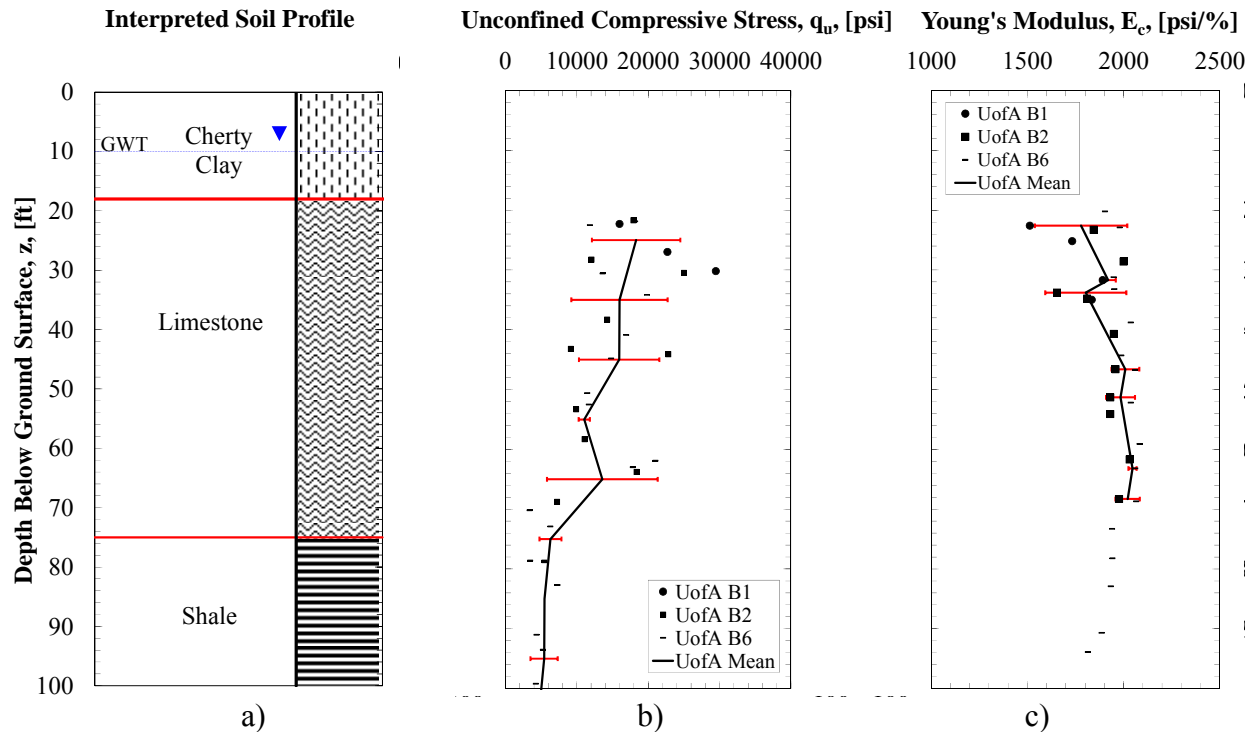 Interpreted Soil Profile
Unconfined Compressive Stress, qu, [psi]
Young's Modulus, Ec, [psi/%]
0 10000 20000 30000 40000
1000 1500 2000 2500
Depth Below Ground Surface, z, [ft]
0
10
20
30
40
50
60
70
80
90
100
GWT
Cherty
Clay
Limestone
Shale
UofA B1
UofA B2
UofA B6
UofA Mean
UofA B1
UofA B2
UofA B6
UofA Mean
a)
b)
c)